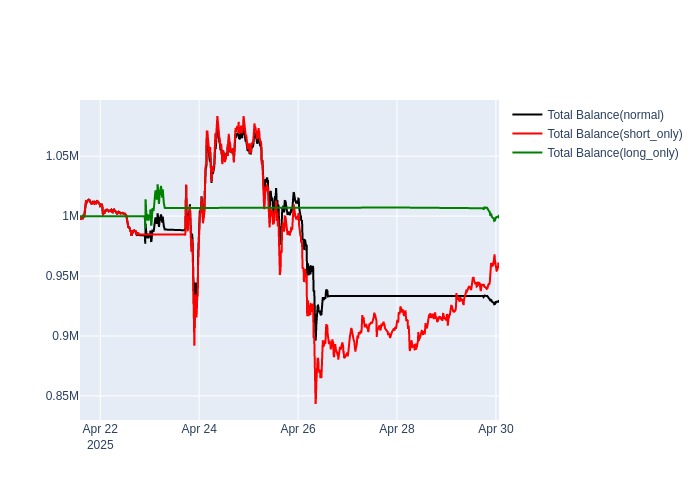 Total Balance(normal)
Total Balance(short_only)
Total Balance(long_only)
1.05M
1M
0.95M
0.9M
0.85M
Apr 22
2025
Apr 24
Apr 26
Apr 28
Apr 30